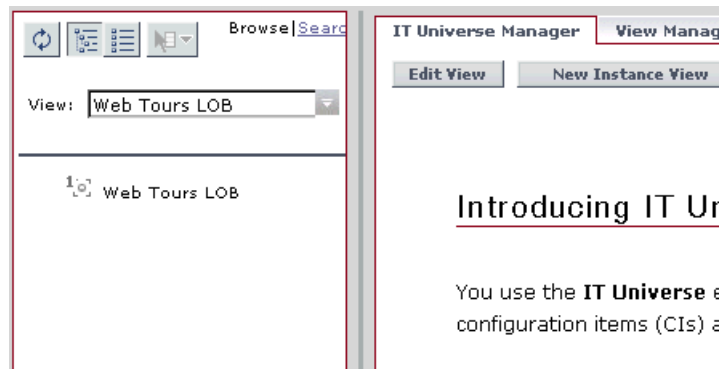 Browse|Searc
View: Web Tours LOB
1 Web Tours LOB
IT Universe Manager View Manag
Edit View New Instance View
Introducing IT Un
You use the IT Universe e
configuration items (CIs) a